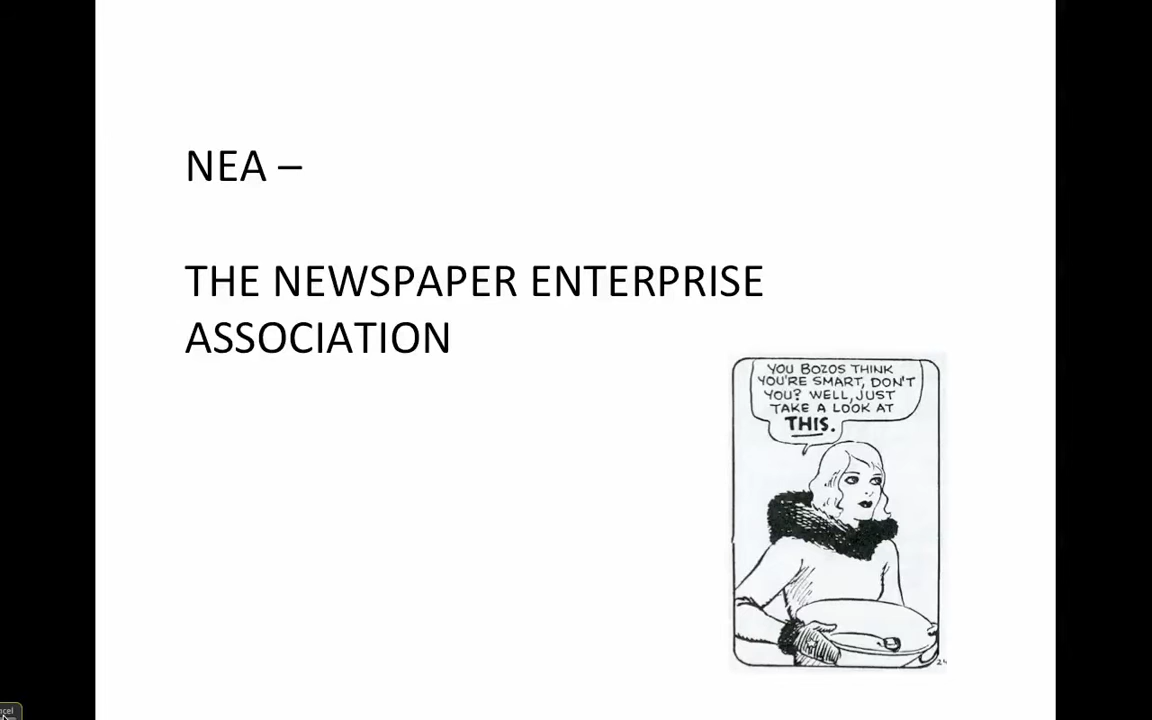 NEA –
THE NEWSPAPER ENTERPRISE
ASSOCIATION
YOU BOZOS THINK
YOU'RE SMART, DON'T
YOU? WELL, JUST
TAKE A LOOK AT
THIS.